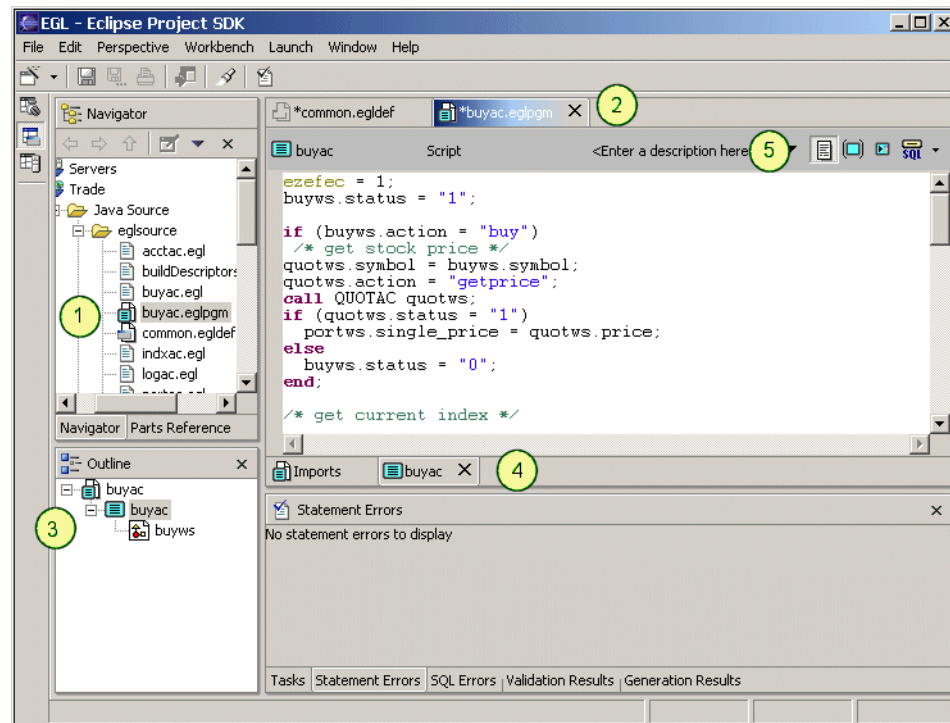 EGL - Eclipse Project SDK
File Edit Perspective Workbench Launch Window Help
Navigator
Servers
Trade
Java Source
eglsource
acctac.egl
buildDescriptors
buyac.egl
1
buyac.eglpgm
common.egldef
indxac.egl
logac.egl
Navigator Parts Reference
Outline
buyac
buyac
3
buyws
*common.egldef *buyac.eglpgm 2
buyac Script <Enter a description here 5 SQL
ezefec = 1;
buyws.status = "1";
if (buyws.action = "buy")
/* get stock price */
quotws.symbol = buyws.symbol;
quotws.action = "getprice";
call QUOTAC quotws;
if (quotws.status = "1")
portws.single_price = quotws.price;
else
buyws.status = "0";
end;
/* get current index */
Imports buyac 4
Statement Errors
No statement errors to display
Tasks Statement Errors SQL Errors Validation Results Generation Results